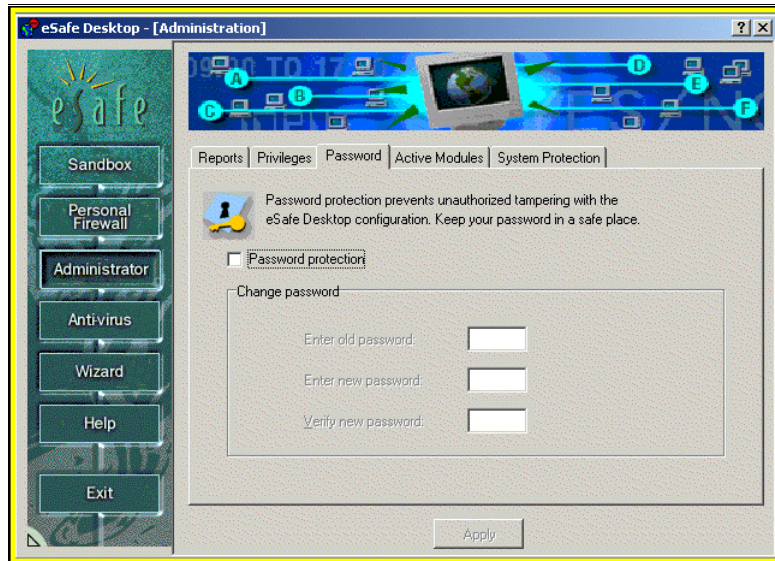 eSafe Desktop - [Administration]
eSafe
A
B
C
D
E
F
Sandbox
Personal
Firewall
Administrator
Anti-virus
Wizard
Help
Exit
Reports
Privileges
Password
Active Modules
System Protection
Password protection prevents unauthorized tampering with the
eSafe Desktop configuration. Keep your password in a safe place.
Password protection
Change password
Enter old password:
Enter new password:
Verify new password:
Apply